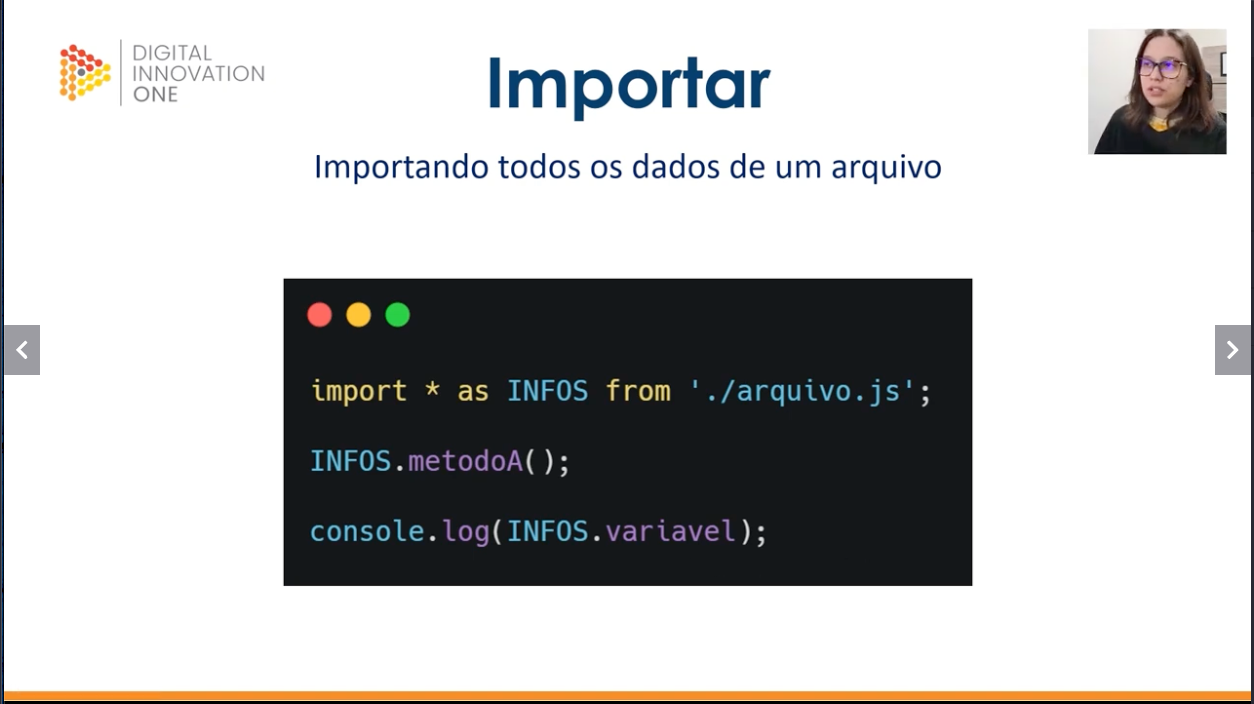 DIGITAL
INNOVATION
ONE
Importar
Importando todos os dados de um arquivo
import * as INFOS from './arquivo.js';
INFOS.metodoA();
console.log(INFOS.variavel);